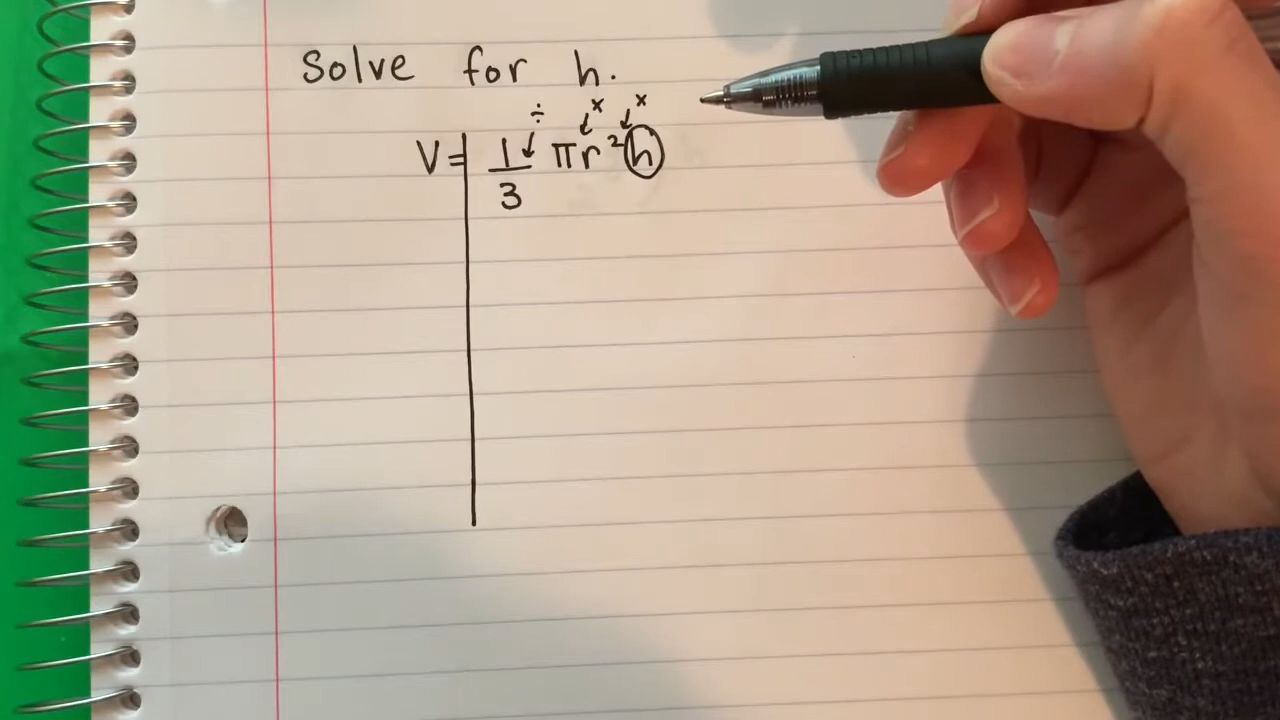 Solve for h.
÷ × ×
V = 1/3 πr²h